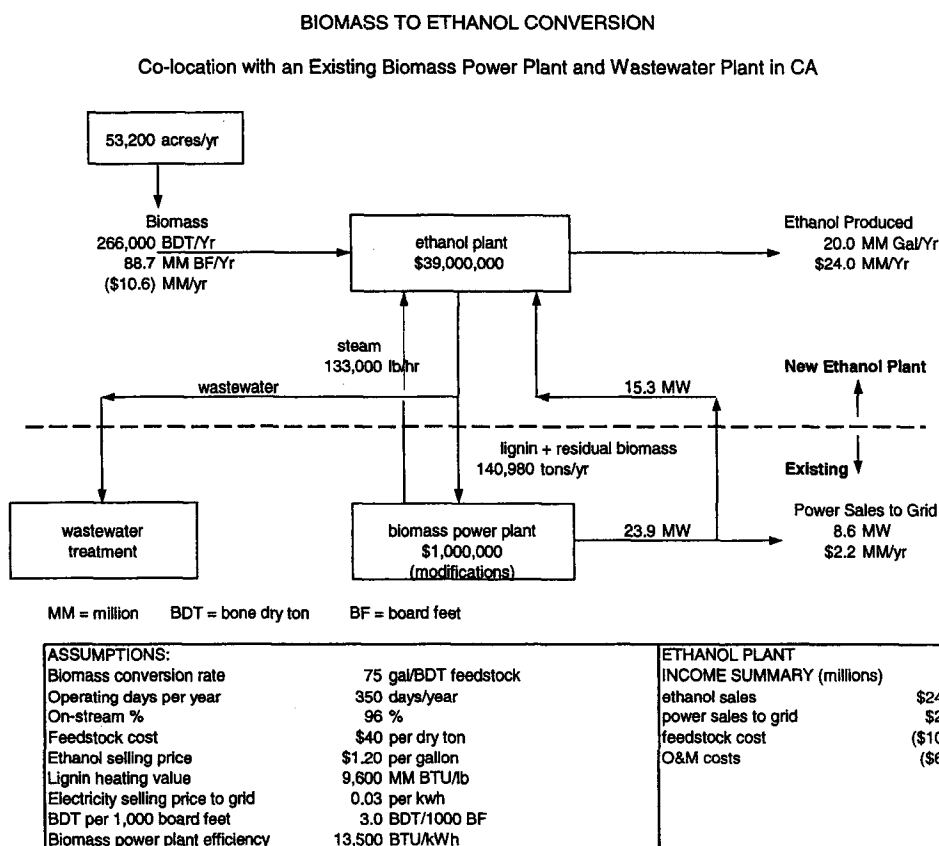 BIOMASS TO ETHANOL CONVERSION
Co-location with an Existing Biomass Power Plant and Wastewater Plant in CA
53,200 acres/yr
Biomass
266,000 BDT/Yr
88.7 MM BF/Yr
($10.6) MM/yr
ethanol plant
$39,000,000
Ethanol Produced
20.0 MM Gal/Yr
$24.0 MM/Yr
steam
133,000 lb/hr
wastewater
15.3 MW
New Ethanol Plant
lignin + residual biomass
140,980 tons/yr
Existing
wastewater
treatment
biomass power plant
$1,000,000
(modifications)
23.9 MW
Power Sales to Grid
8.6 MW
$2.2 MM/yr
MM = million BDT = bone dry ton BF = board feet
ASSUMPTIONS:
Biomass conversion rate 75 gal/BDT feedstock
Operating days per year 350 days/year
On-stream % 96 %
Feedstock cost $40 per dry ton
Ethanol selling price $1.20 per gallon
Lignin heating value 9,600 MM BTU/lb
Electricity selling price to grid 0.03 per kwh
BDT per 1,000 board feet 3.0 BDT/1000 BF
Biomass power plant efficiency 13,500 BTU/kWh
ETHANOL PLANT
INCOME SUMMARY (millions)
ethanol sales $24
power sales to grid $2
feedstock cost ($10
O&M costs ($6